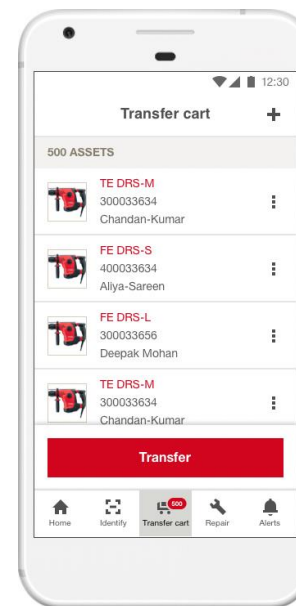 12:30
Transfer cart +
500 ASSETS
TE DRS-M
300033634
Chandan-Kumar
FE DRS-S
400033634
Aliya-Sareen
FE DRS-L
300033656
Deepak Mohan
TE DRS-M
300033634
Chandan-Kumar
Transfer
500
Home Identify Transfer cart Repair Alerts